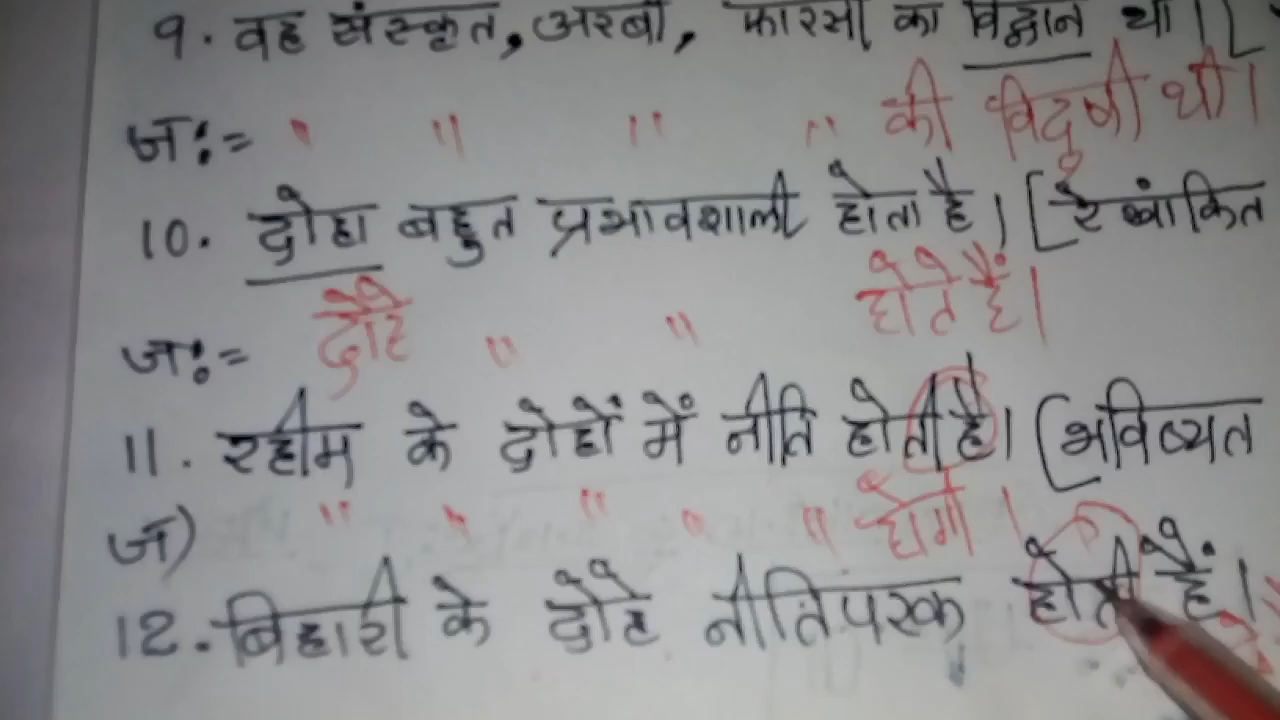 9. वह संस्कृत, अरबी, फारसी का विद्वान था। [
ज:= " " " " की विदुषी थी।
10. दोहा बहुत प्रभावशाली होता है। [रेखांकित
ज:= दोहे " " होते हैं।
11. रहीम के दोहों में नीति होती है। [भविष्यत
ज) " " " " " होगी।
12. बिहारी के दोहे नीतिपरक होती हैं।